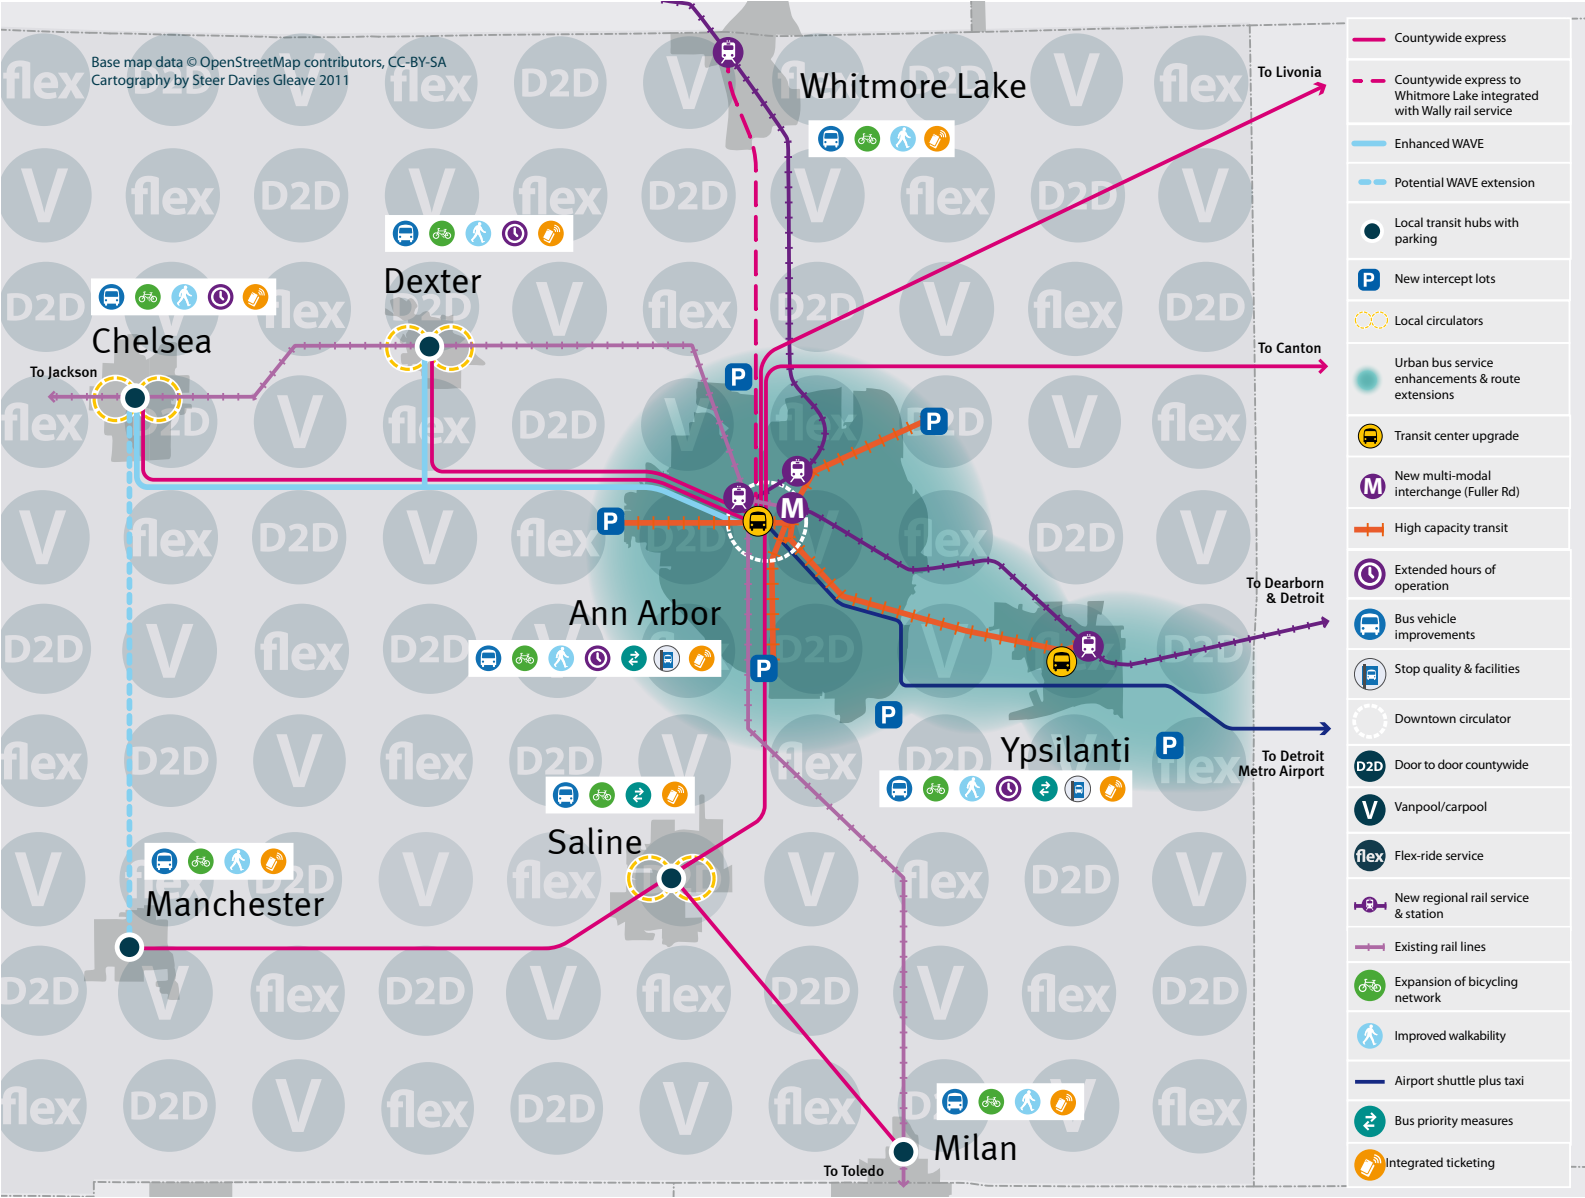 Base map data © OpenStreetMap contributors, CC-BY-SA
Cartography by Steer Davies Gleave 2011
Whitmore Lake
Dexter
Chelsea
To Jackson
To Livonia
To Canton
Ann Arbor
To Dearborn
& Detroit
Ypsilanti
To Detroit
Metro Airport
Saline
Manchester
Milan
To Toledo
P
P
P
P
P
P
M
flex
D2D
V
Countywide express
Countywide express to
Whitmore Lake integrated
with Wally rail service
Enhanced WAVE
Potential WAVE extension
Local transit hubs with
parking
P
New intercept lots
Local circulators
Urban bus service
enhancements & route
extensions
Transit center upgrade
M
New multi-modal
interchange (Fuller Rd)
High capacity transit
Extended hours of
operation
Bus vehicle
improvements
Stop quality & facilities
Downtown circulator
D2D
Door to door countywide
V
Vanpool/carpool
flex
Flex-ride service
New regional rail service
& station
Existing rail lines
Expansion of bicycling
network
Improved walkability
Airport shuttle plus taxi
Bus priority measures
Integrated ticketing